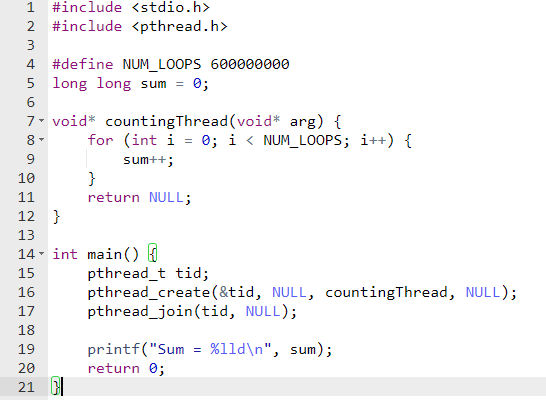 1 #include <stdio.h>
2 #include <pthread.h>
3
4 #define NUM_LOOPS 600000000
5 long long sum = 0;
6
7 void* countingThread(void* arg) {
8     for (int i = 0; i < NUM_LOOPS; i++) {
9         sum++;
10     }
11     return NULL;
12 }
13
14 int main() {
15     pthread_t tid;
16     pthread_create(&tid, NULL, countingThread, NULL);
17     pthread_join(tid, NULL);
18
19     printf("Sum = %lld\n", sum);
20     return 0;
21 }